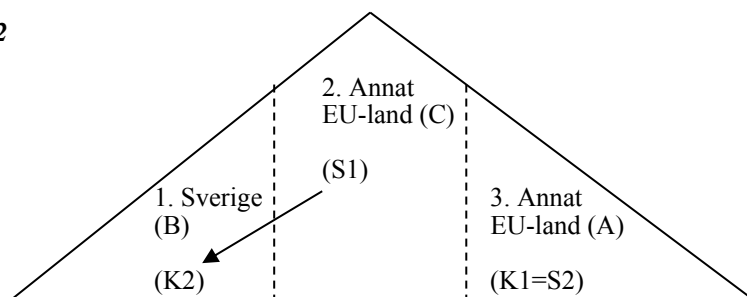 2
2. Annat
EU-land (C)
(S1)
1. Sverige
(B)
(K2)
3. Annat
EU-land (A)
(K1=S2)